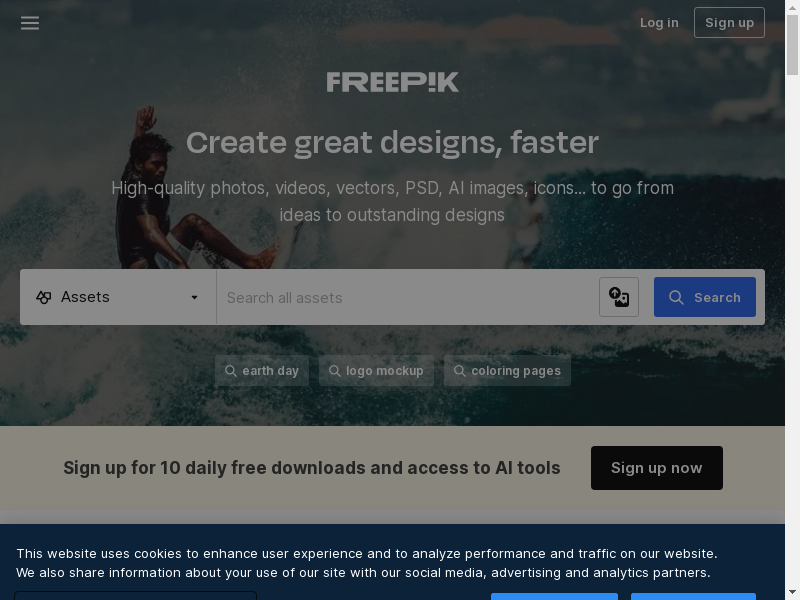 Log in
Sign up
FREEPIK
Create great designs, faster
High-quality photos, videos, vectors, PSD, AI images, icons... to go from
ideas to outstanding designs
Assets
Search all assets
Search
earth day
logo mockup
coloring pages
Sign up for 10 daily free downloads and access to AI tools
Sign up now
This website uses cookies to enhance user experience and to analyze performance and traffic on our website.
We also share information about your use of our site with our social media, advertising and analytics partners.